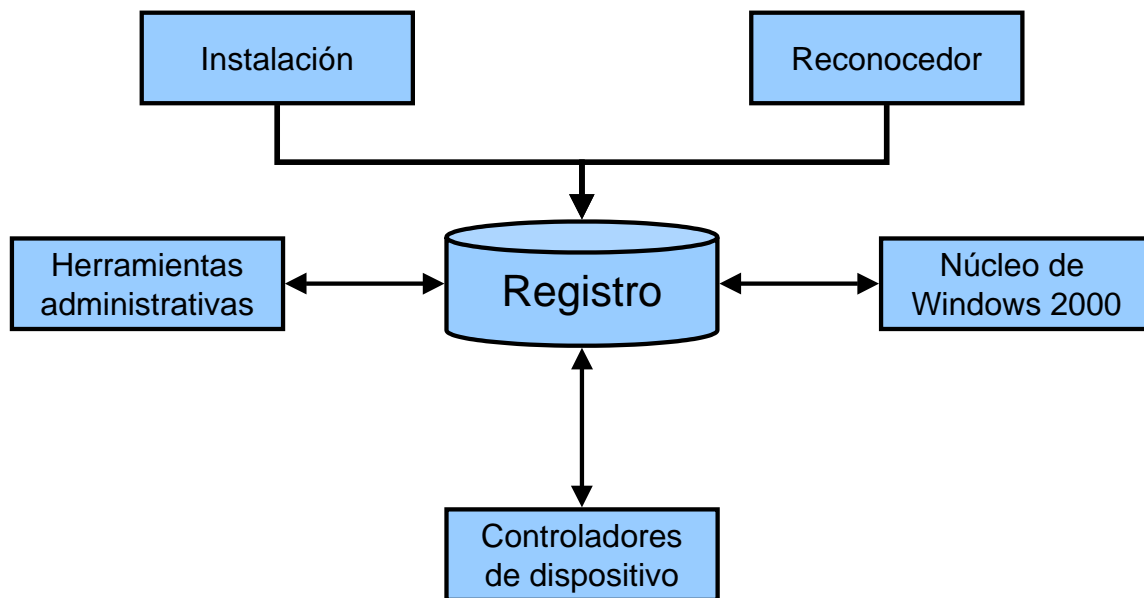 Instalación
Reconocedor
Herramientas
administrativas
Registro
Núcleo de
Windows 2000
Controladores
de dispositivo